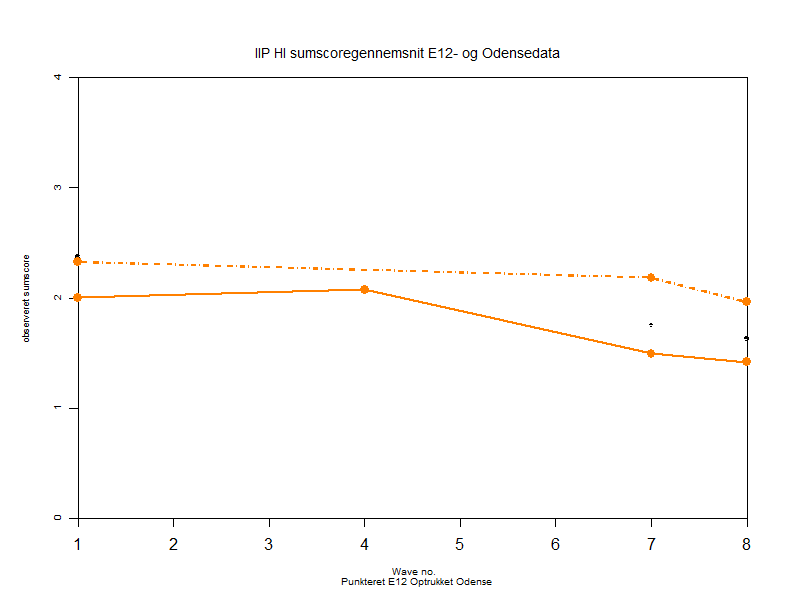 IIP HI sumscoregennemsnit E12- og Odensedata
4
3
2
1
0
observeret sumscore
1 2 3 4 5 6 7 8
Wave no.
Punkteret E12 Optrukket Odense